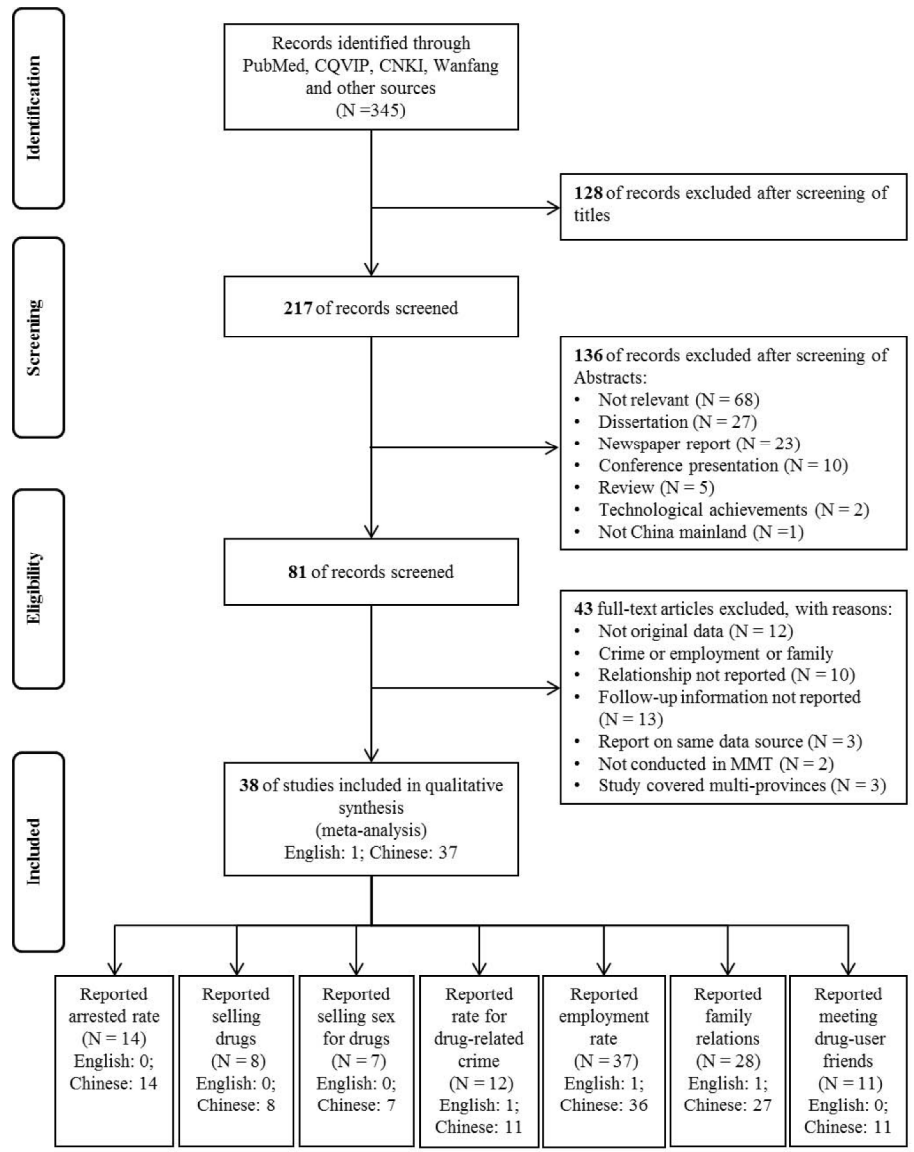 Identification
Records identified through
PubMed, CQVIP, CNKI, Wanfang
and other sources
(N =345)
128 of records excluded after screening of
titles
Screening
217 of records screened
136 of records excluded after screening of
Abstracts:
• Not relevant (N = 68)
• Dissertation (N = 27)
• Newspaper report (N = 23)
• Conference presentation (N = 10)
• Review (N = 5)
• Technological achievements (N = 2)
• Not China mainland (N =1)
Eligibility
81 of records screened
43 full-text articles excluded, with reasons:
• Not original data (N = 12)
• Crime or employment or family
• Relationship not reported (N = 10)
• Follow-up information not reported
(N = 13)
• Report on same data source (N = 3)
• Not conducted in MMT (N = 2)
• Study covered multi-provinces (N = 3)
Included
38 of studies included in qualitative
synthesis
(meta-analysis)
English: 1; Chinese: 37
Reported
arrested rate
(N = 14)
English: 0;
Chinese: 14
Reported
selling
drugs
(N = 8)
English: 0;
Chinese: 8
Reported
selling sex
for drugs
(N = 7)
English: 0;
Chinese: 7
Reported
rate for
drug-related
crime
(N = 12)
English: 1;
Chinese: 11
Reported
employment
rate
(N = 37)
English: 1;
Chinese: 36
Reported
family
relations
(N = 28)
English: 1;
Chinese: 27
Reported
meeting
drug-user
friends
(N = 11)
English: 0;
Chinese: 11